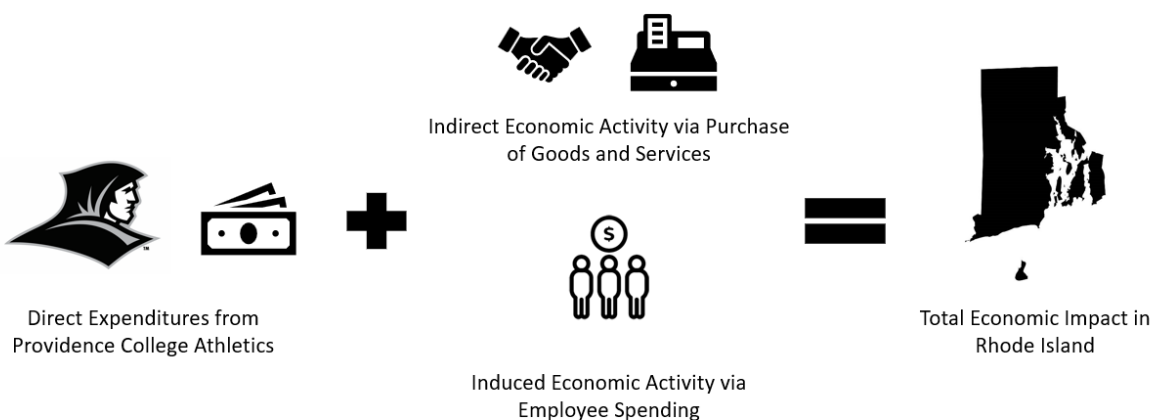 Indirect Economic Activity via Purchase
of Goods and Services
$
Direct Expenditures from
Providence College Athletics
Induced Economic Activity via
Employee Spending
Total Economic Impact in
Rhode Island
TM